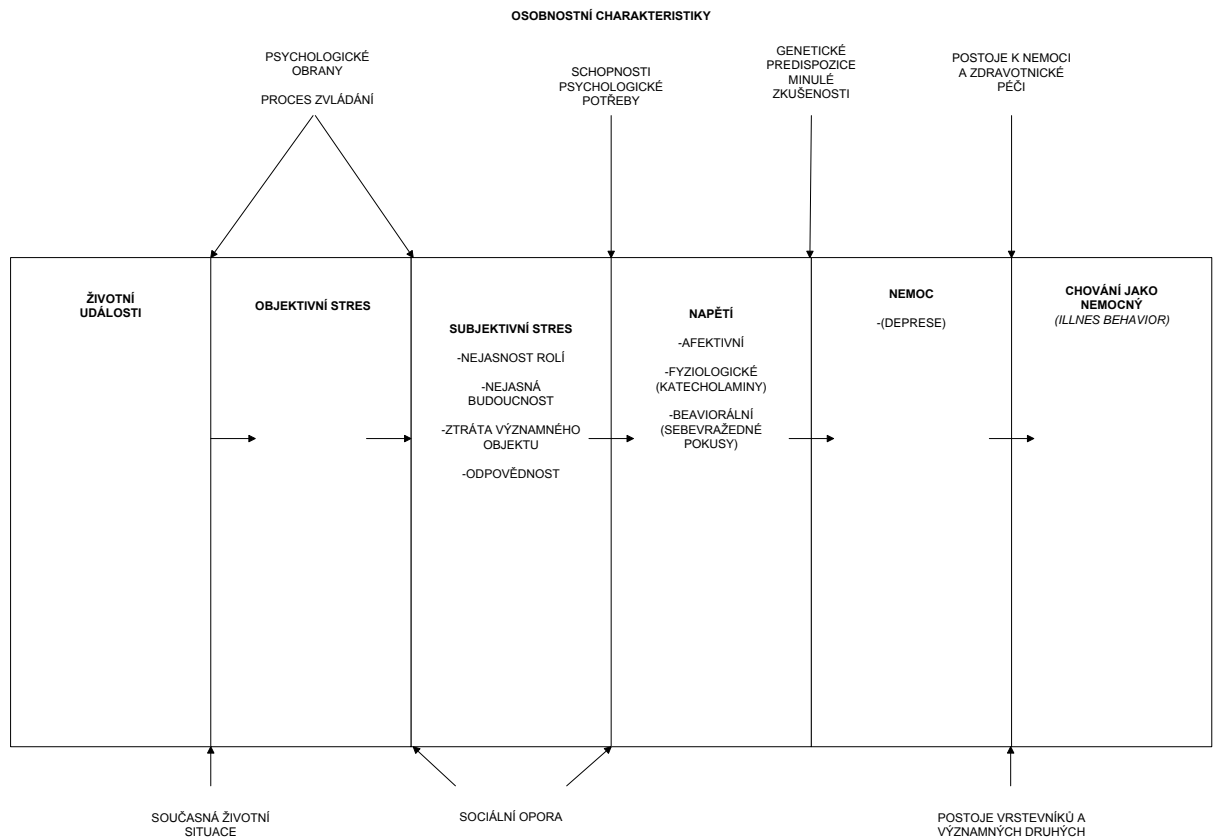 OSOBNOSTNÍ CHARAKTERISTIKY
PSYCHOLOGICKÉ
OBRANY
PROCES ZVLÁDÁNÍ
SCHOPNOSTI
PSYCHOLOGICKÉ
POTŘEBY
GENETICKÉ
PREDISPOZICE
MINULÉ
ZKUŠENOSTI
POSTOJE K NEMOCI
A ZDRAVOTNICKÉ
PÉČI
ŽIVOTNÍ
UDÁLOSTI
OBJEKTIVNÍ STRES
SUBJEKTIVNÍ STRES
-NEJASNOST ROLÍ
-NEJASNÁ
BUDOUCNOST
-ZTRÁTA VÝZNAMNÉHO
OBJEKTU
-ODPOVĚDNOST
NAPĚTÍ
-AFEKTIVNÍ
-FYZIOLOGICKÉ
(KATECHOLAMINY)
-BEAVIORÁLNÍ
(SEBEVRAŽEDNÉ
POKUSY)
NEMOC
-(DEPRESE)
CHOVÁNÍ JAKO
NEMOCNÝ
(ILLNES BEHAVIOR)
SOUČASNÁ ŽIVOTNÍ
SITUACE
SOCIÁLNÍ OPORA
POSTOJE VRSTEVNÍKŮ A
VÝZNAMNÝCH DRUHÝCH